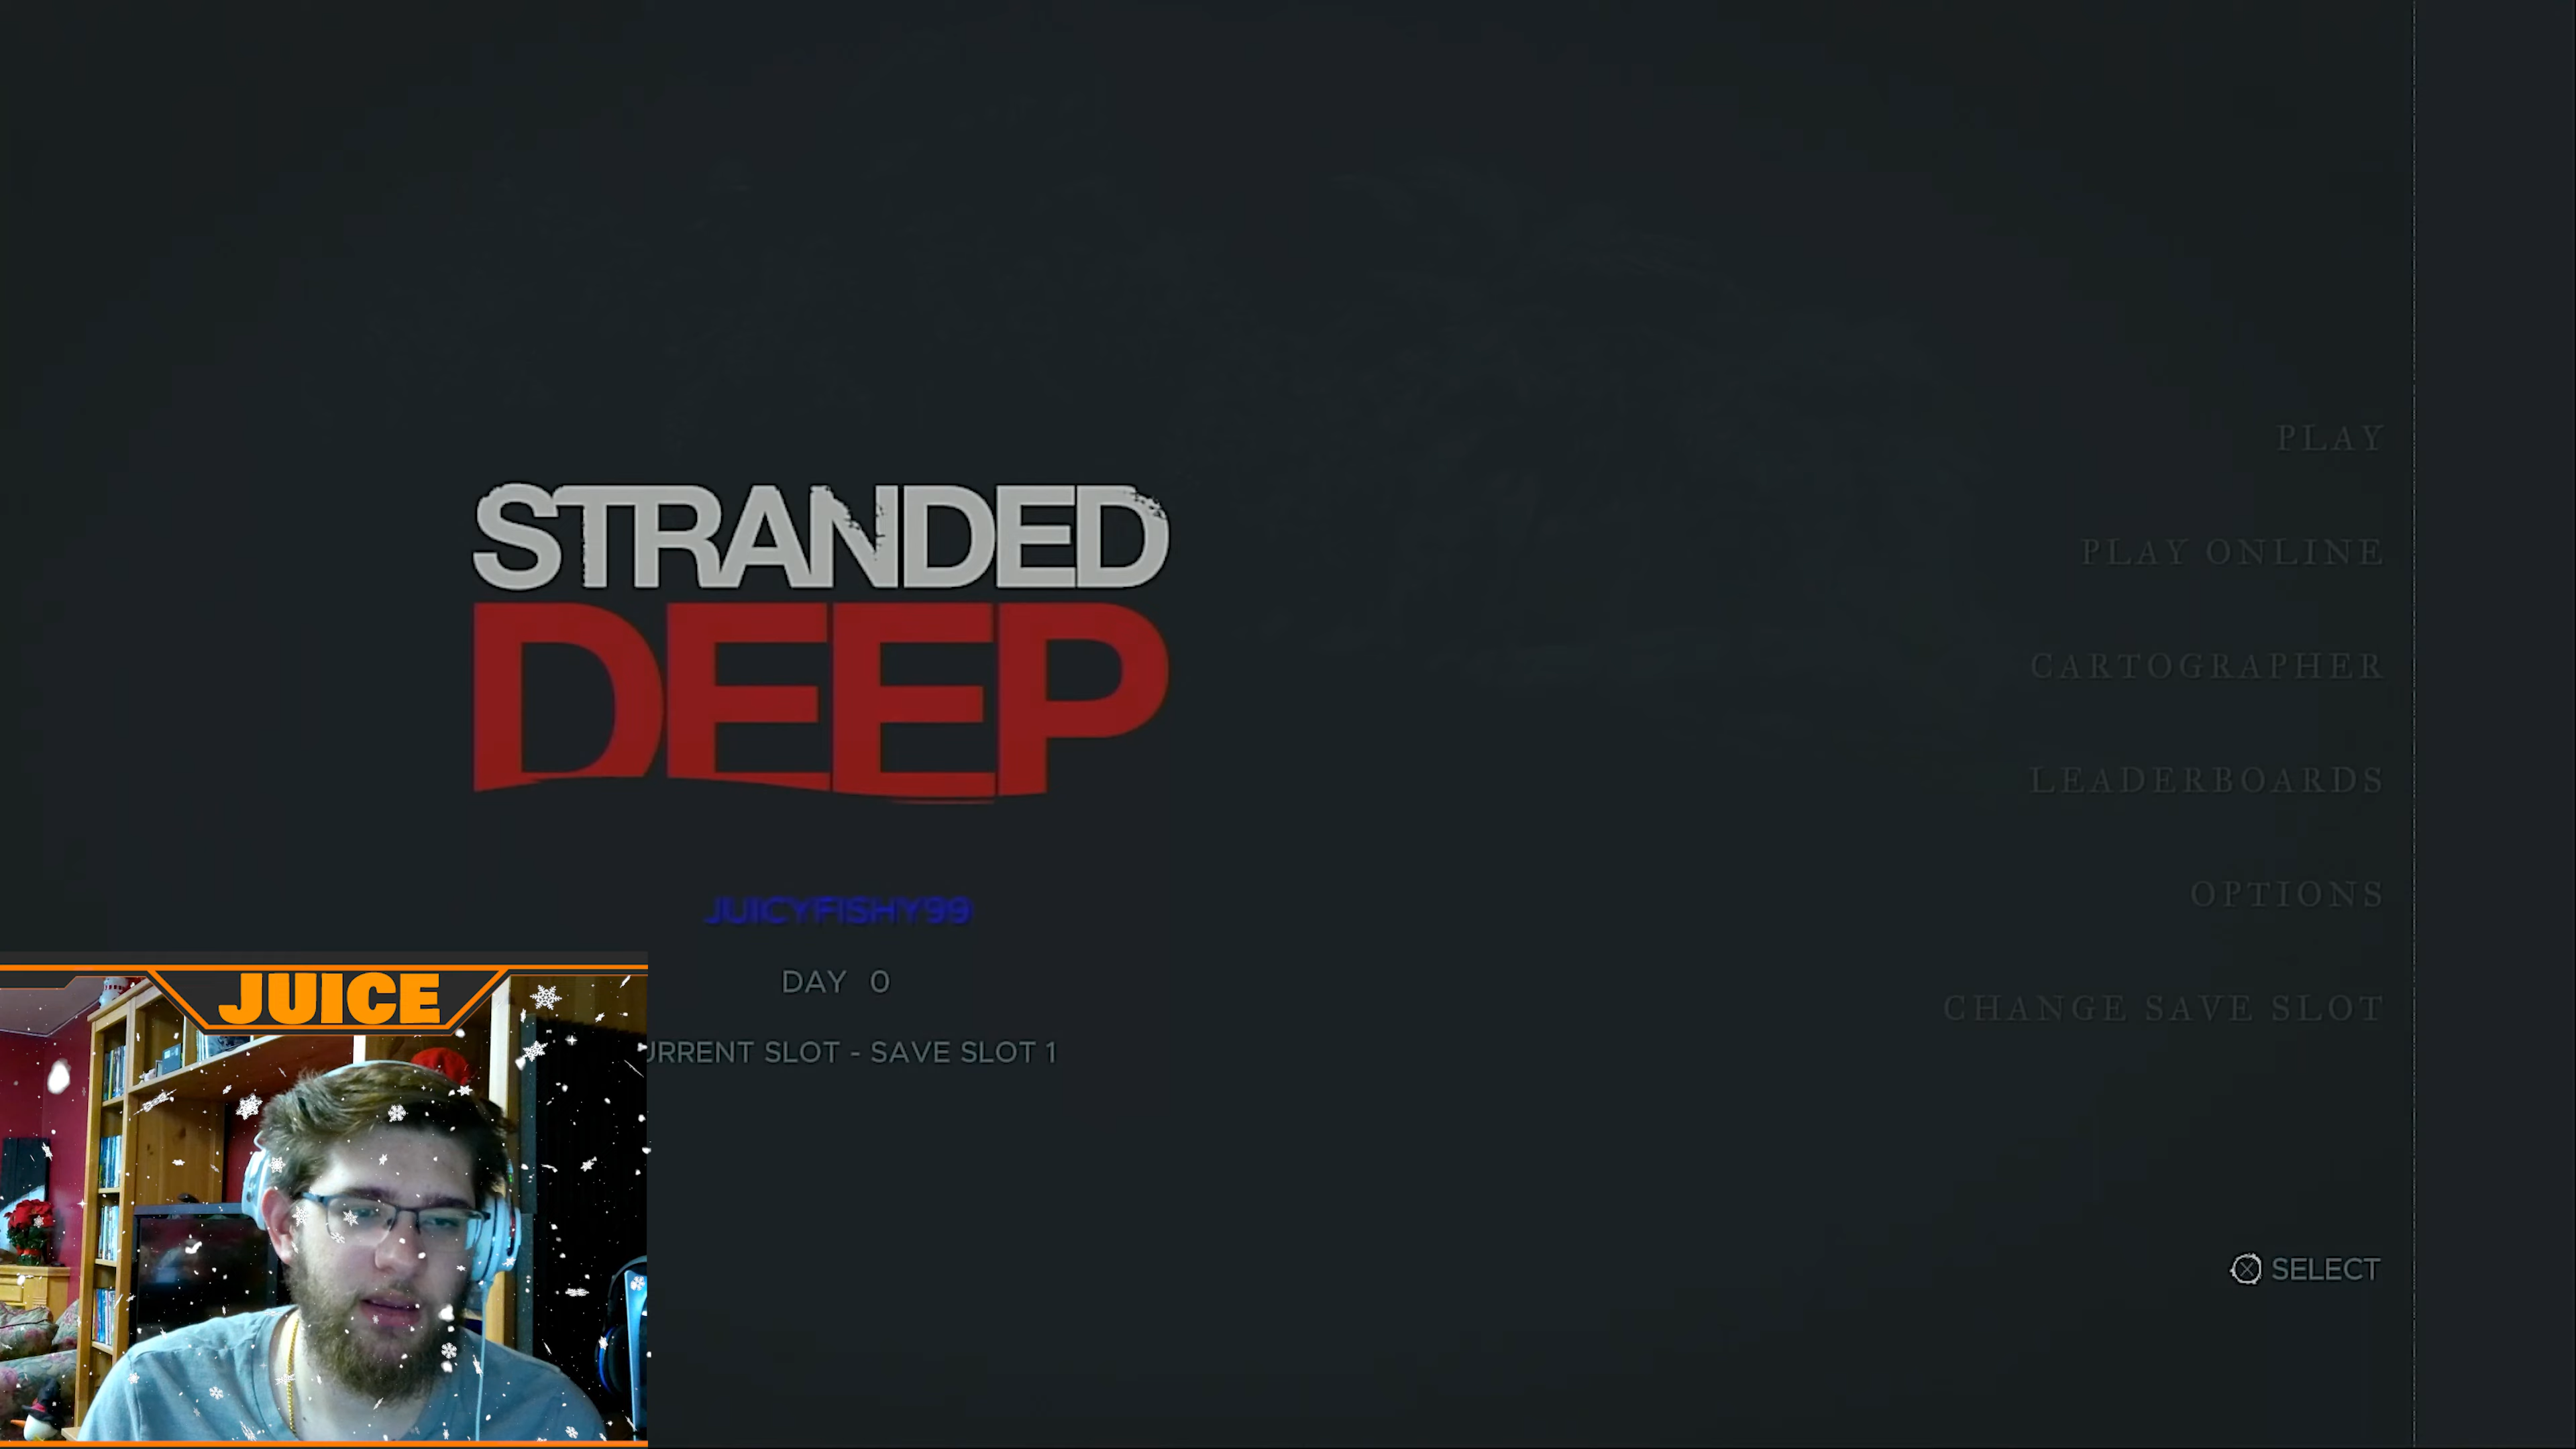 STRANDED
DEEP
JUICYFISHY99
DAY 0
URRENT SLOT - SAVE SLOT 1
JUICE
PLAY
PLAY ONLINE
CARTOGRAPHER
LEADERBOARDS
OPTIONS
CHANGE SAVE SLOT
SELECT